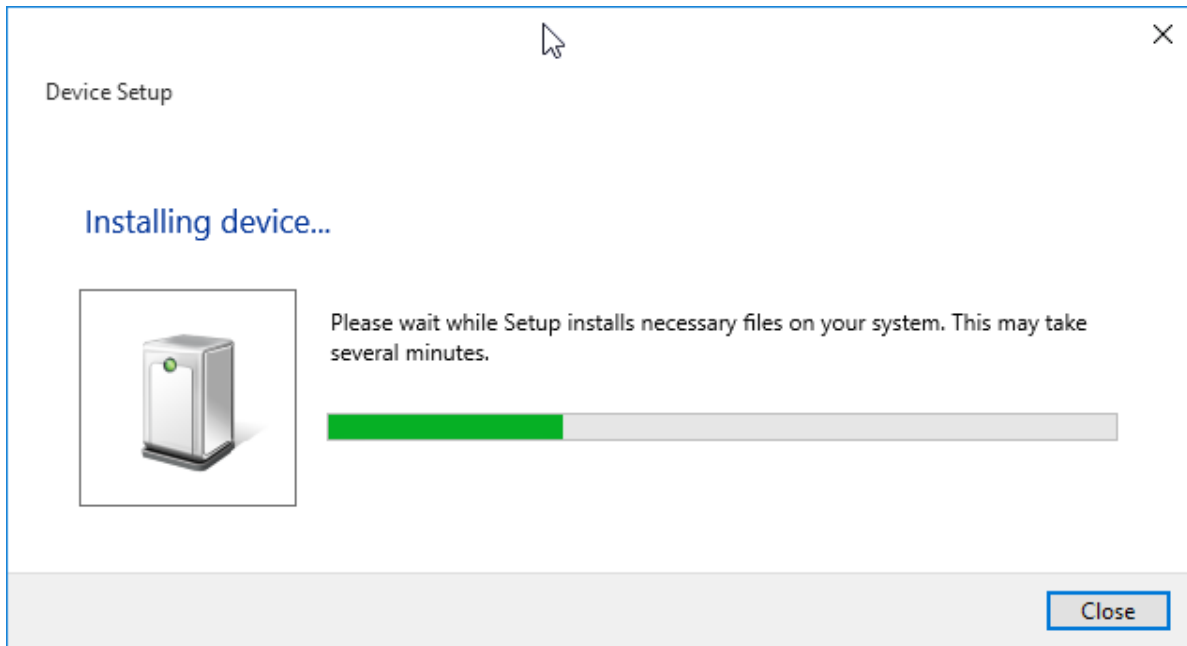 Device Setup
Installing device...
Please wait while Setup installs necessary files on your system. This may take
several minutes.
Close